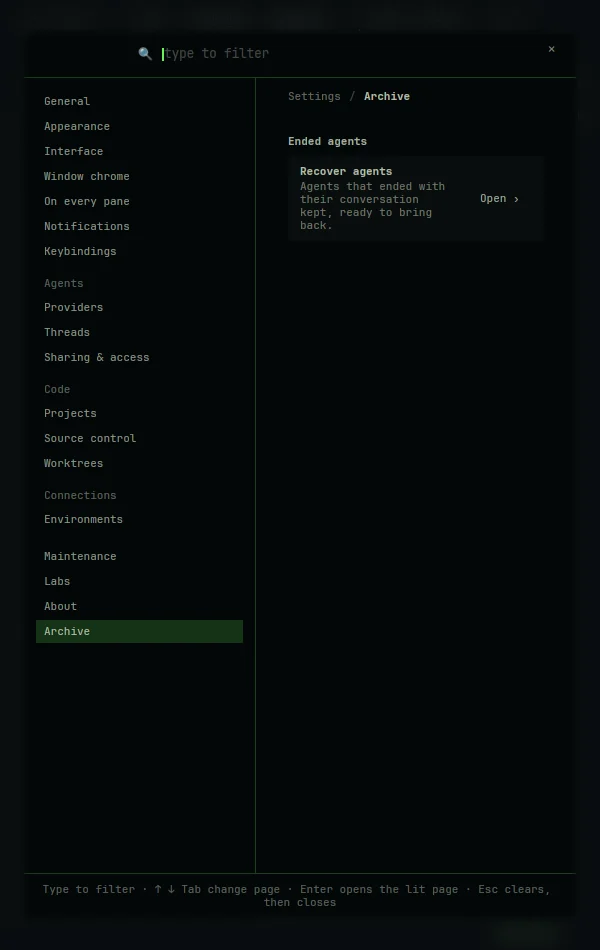 type to filter
×
General
Appearance
Interface
Window chrome
On every pane
Notifications
Keybindings
Agents
Providers
Threads
Sharing & access
Code
Projects
Source control
Worktrees
Connections
Environments
Maintenance
Labs
About
Archive
Settings / Archive
Ended agents
Recover agents
Agents that ended with
their conversation
kept, ready to bring
back.
Open ›
Type to filter · ↑ ↓ Tab change page · Enter opens the lit page · Esc clears,
then closes